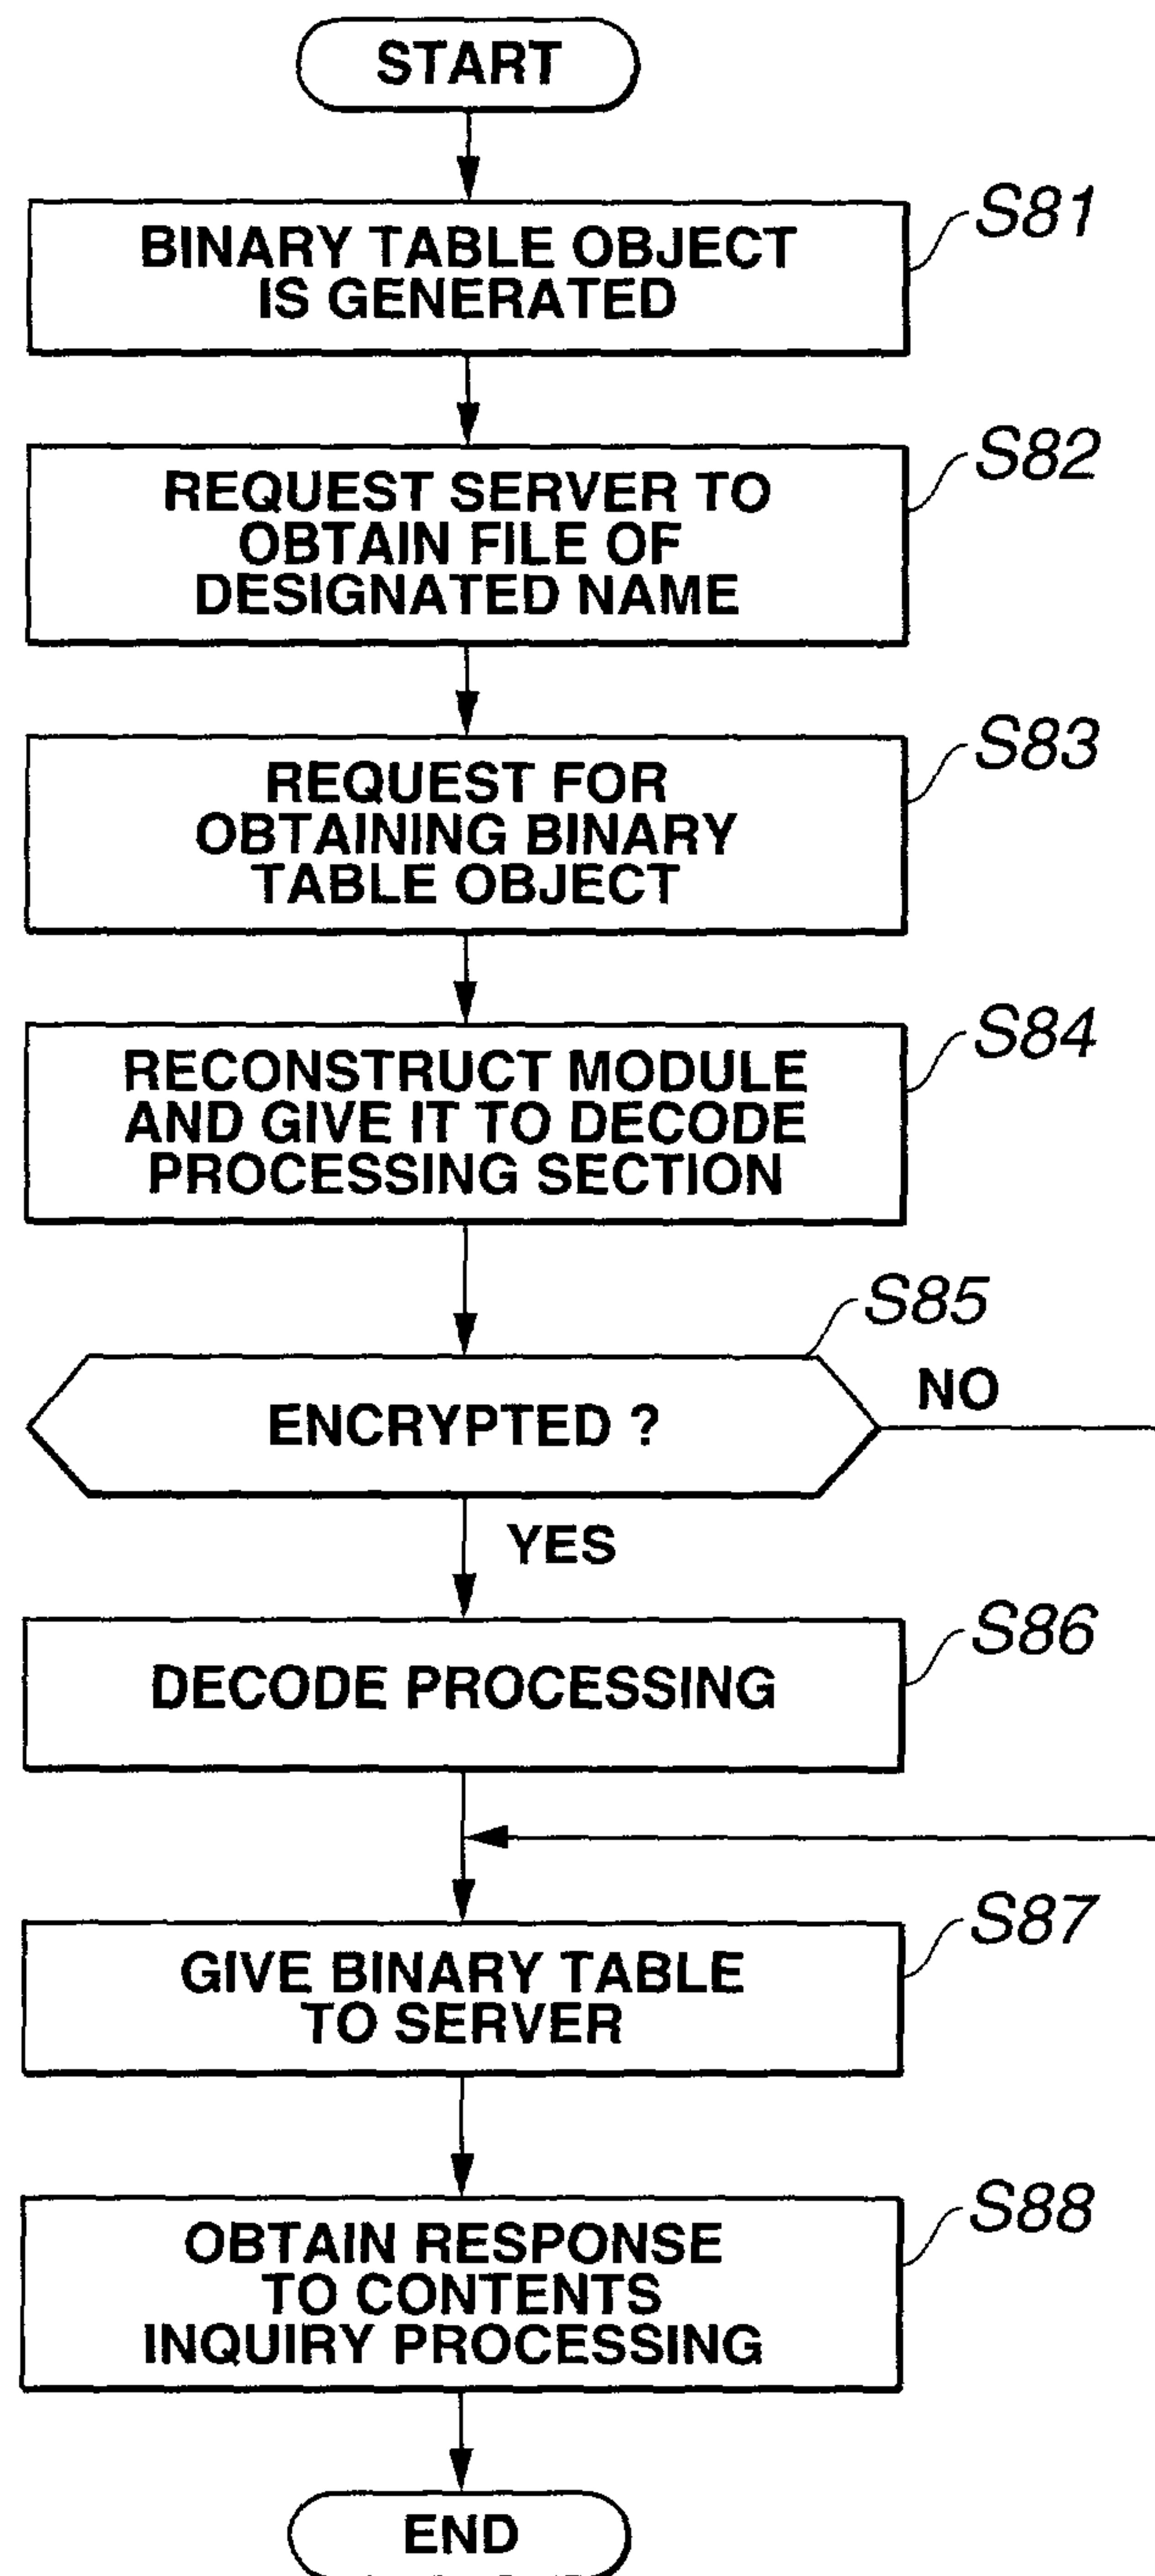 START
S81
BINARY TABLE OBJECT
IS GENERATED
S82
REQUEST SERVER TO
OBTAIN FILE OF
DESIGNATED NAME
S83
REQUEST FOR
OBTAINING BINARY
TABLE OBJECT
S84
RECONSTRUCT MODULE
AND GIVE IT TO DECODE
PROCESSING SECTION
S85
ENCRYPTED ?
NO
YES
S86
DECODE PROCESSING
S87
GIVE BINARY TABLE
TO SERVER
S88
OBTAIN RESPONSE
TO CONTENTS
INQUIRY PROCESSING
END